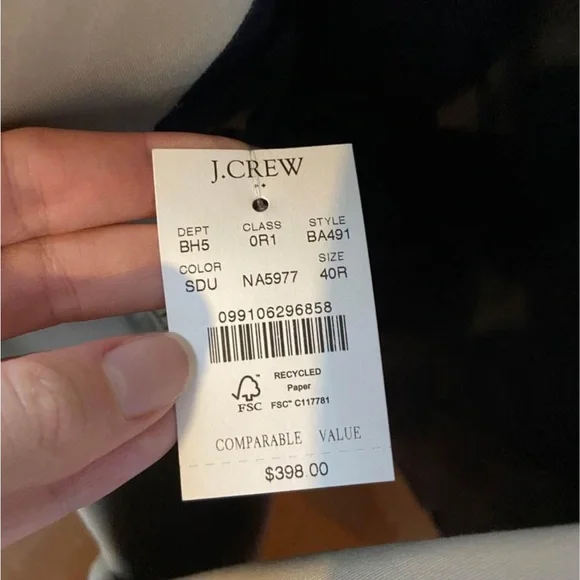 J.CREW
DEPT CLASS STYLE
BH5 0R1 BA491
COLOR SIZE
SDU NA5977 40R
099106296858
RECYCLED
Paper
FSC™ FSC™ C117781
COMPARABLE VALUE
$398.00